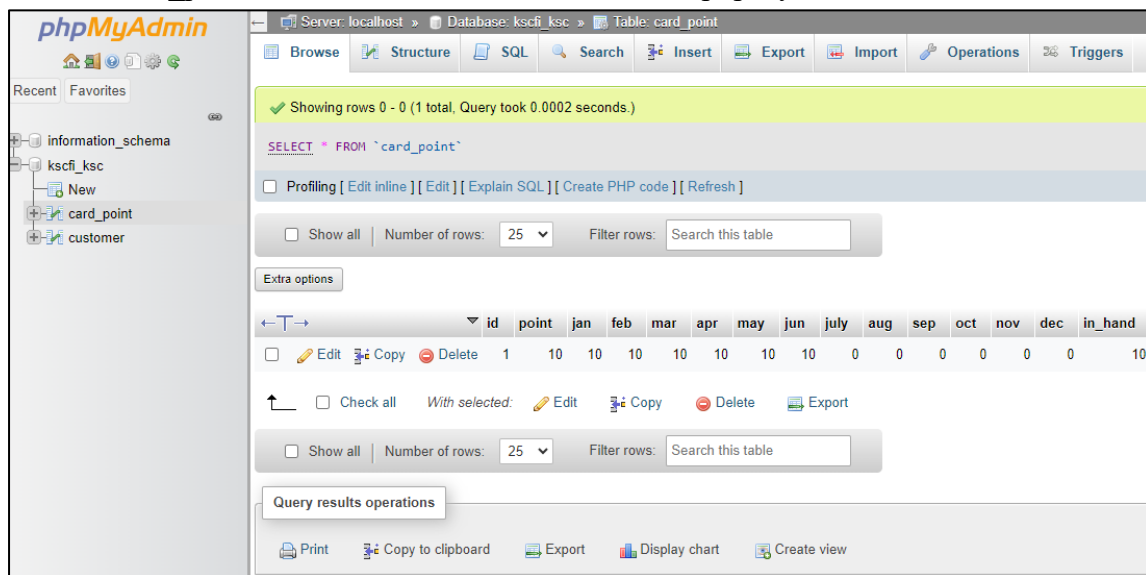 phpMyAdmin
Recent Favorites
information_schema
kscfi_ksc
New
card_point
customer
Server: localhost » Database: kscfi_ksc » Table: card_point
Browse Structure SQL Search Insert Export Import Operations Triggers
Showing rows 0 - 0 (1 total, Query took 0.0002 seconds.)
SELECT * FROM `card_point`
Profiling [ Edit inline ] [ Edit ] [ Explain SQL ] [ Create PHP code ] [ Refresh ]
Show all | Number of rows: 25 Filter rows: Search this table
Extra options
←T→ id point jan feb mar apr may jun july aug sep oct nov dec in_hand
Edit Copy Delete 1 10 10 10 10 10 10 10 0 0 0 0 0 0 10
Check all With selected: Edit Copy Delete Export
Show all | Number of rows: 25 Filter rows: Search this table
Query results operations
Print Copy to clipboard Export Display chart Create view